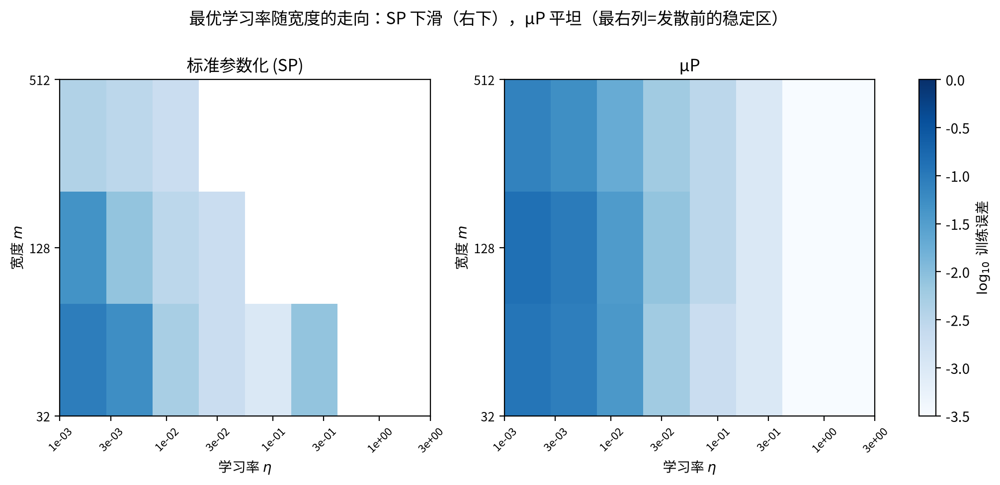 最优学习率随宽度的走向：SP 下滑（右下），μP 平坦（最右列=发散前的稳定区）
标准参数化 (SP)
512
128
32
宽度 m
1e-03
3e-03
1e-02
3e-02
1e-01
3e-01
1e+00
3e+00
学习率 η
μP
512
128
32
宽度 m
1e-03
3e-03
1e-02
3e-02
1e-01
3e-01
1e+00
3e+00
学习率 η
0.0
-0.5
-1.0
-1.5
-2.0
-2.5
-3.0
-3.5
log₁₀ 训练误差